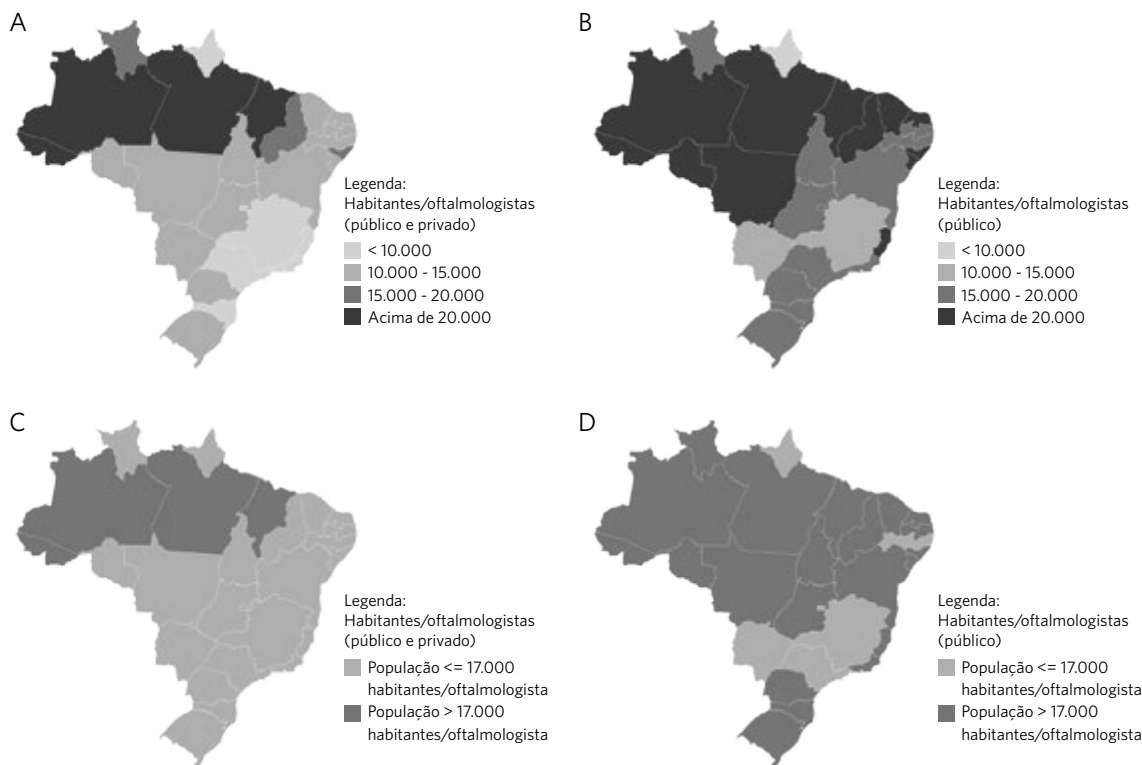 A
Legenda:
Habitantes/oftalmologistas
(público e privado)
< 10.000
10.000 - 15.000
15.000 - 20.000
Acima de 20.000
B
Legenda:
Habitantes/oftalmologistas
(público)
< 10.000
10.000 - 15.000
15.000 - 20.000
Acima de 20.000
C
Legenda:
Habitantes/oftalmologistas
(público e privado)
População <= 17.000
habitantes/oftalmologista
População > 17.000
habitantes/oftalmologista
D
Legenda:
Habitantes/oftalmologistas
(público)
População <= 17.000
habitantes/oftalmologista
População > 17.000
habitantes/oftalmologista